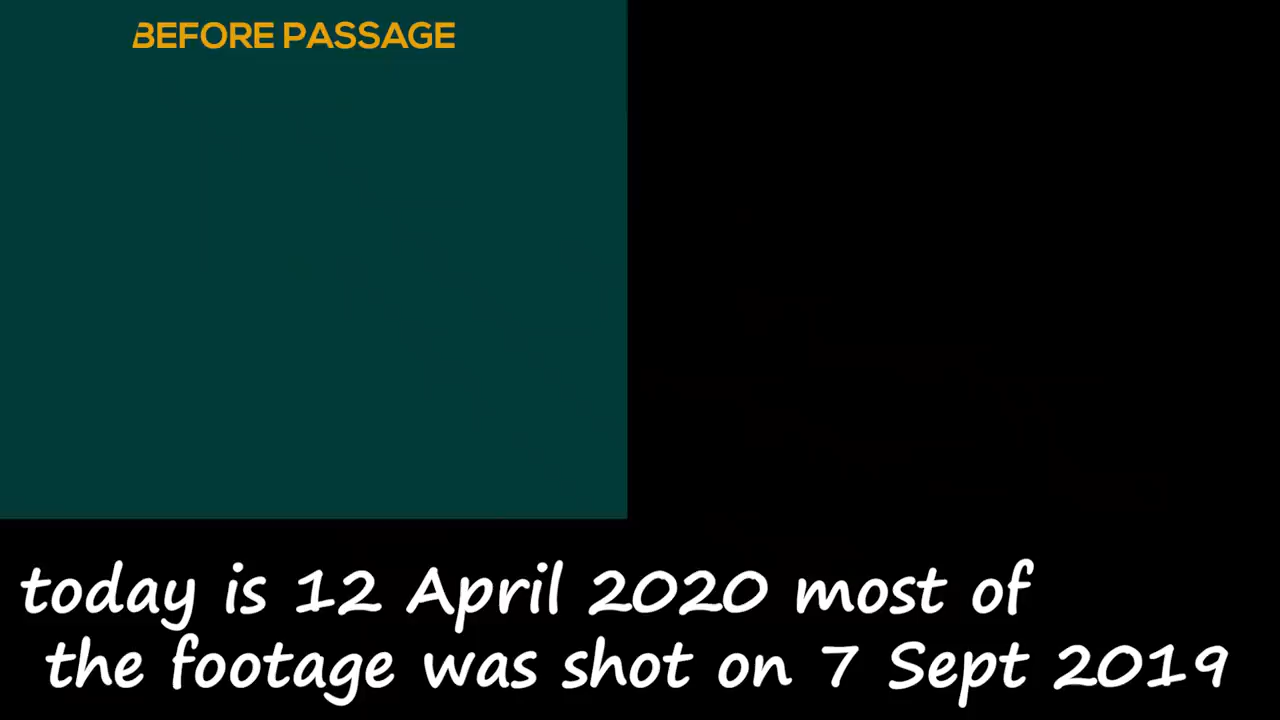 BEFORE PASSAGE
today is 12 April 2020 most of
the footage was shot on 7 Sept 2019